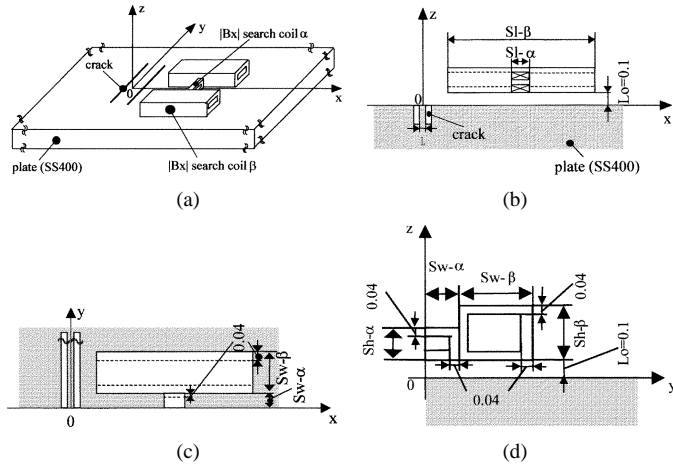 z
y
|Bx| search coil α
crack
0
x
plate (SS400)
|Bx| search coil β
(a)
z
Sl-β
Sl-α
Lo=0.1
0
x
crack
plate (SS400)
(b)
y
0.04
Sw-β
Sw-α
0
x
(c)
z
Sw-α
Sw-β
0.04
0.04
Sh-α
Sh-β
Lo=0.1
0
0.04
y
(d)